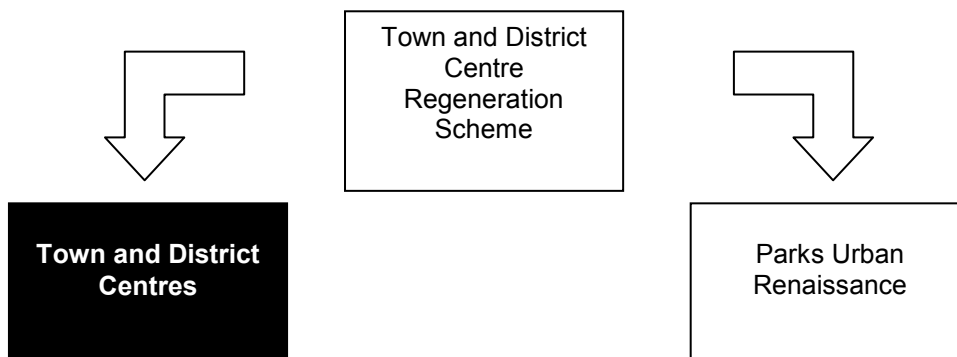 Town and District
Centre
Regeneration
Scheme
Town and District
Centres
Parks Urban
Renaissance